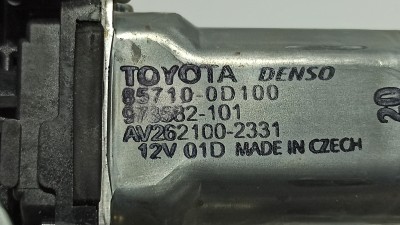 TOYOTA DENSO
85710-0D100
973582-101
AV262100-2331
12V 01D MADE IN CZECH
20